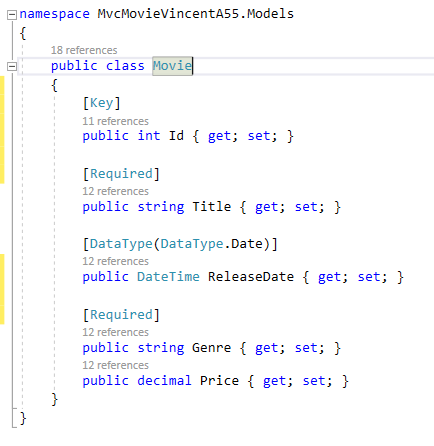 namespace MvcMovieVincentA55.Models
{
18 references
public class Movie
{
[Key]
11 references
public int Id { get; set; }
[Required]
12 references
public string Title { get; set; }
[DataType(DataType.Date)]
12 references
public DateTime ReleaseDate { get; set; }
[Required]
12 references
public string Genre { get; set; }
12 references
public decimal Price { get; set; }
}
}